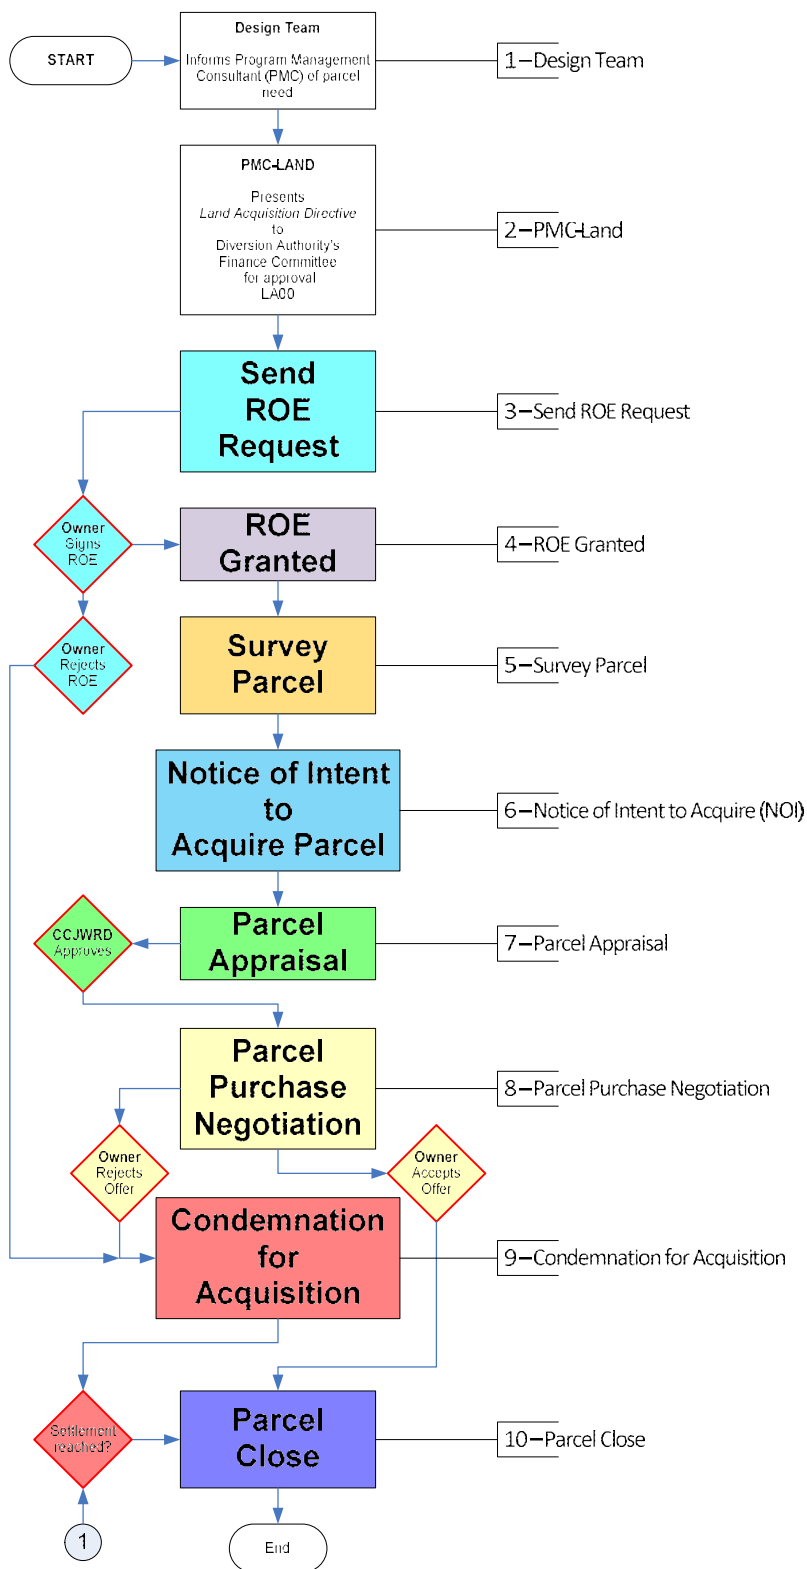 START
Design Team
Informs Program Management
Consultant (PMC) of parcel
need
1–Design Team
PMC-LAND
Presents
Land Acquisition Directive
to
Diversion Authority's
Finance Committee
for approval
LA00
2–PMC-Land
Send
ROE
Request
3–Send ROE Request
Owner
Signs
ROE
ROE
Granted
4–ROE Granted
Owner
Rejects
ROE
Survey
Parcel
5–Survey Parcel
Notice of Intent
to
Acquire Parcel
6–Notice of Intent to Acquire (NOI)
CCJWRD
Approves
Parcel
Appraisal
7–Parcel Appraisal
Parcel
Purchase
Negotiation
8–Parcel Purchase Negotiation
Owner
Rejects
Offer
Owner
Accepts
Offer
Condemnation
for
Acquisition
9–Condemnation for Acquisition
Settlement
reached?
Parcel
Close
10–Parcel Close
1
End